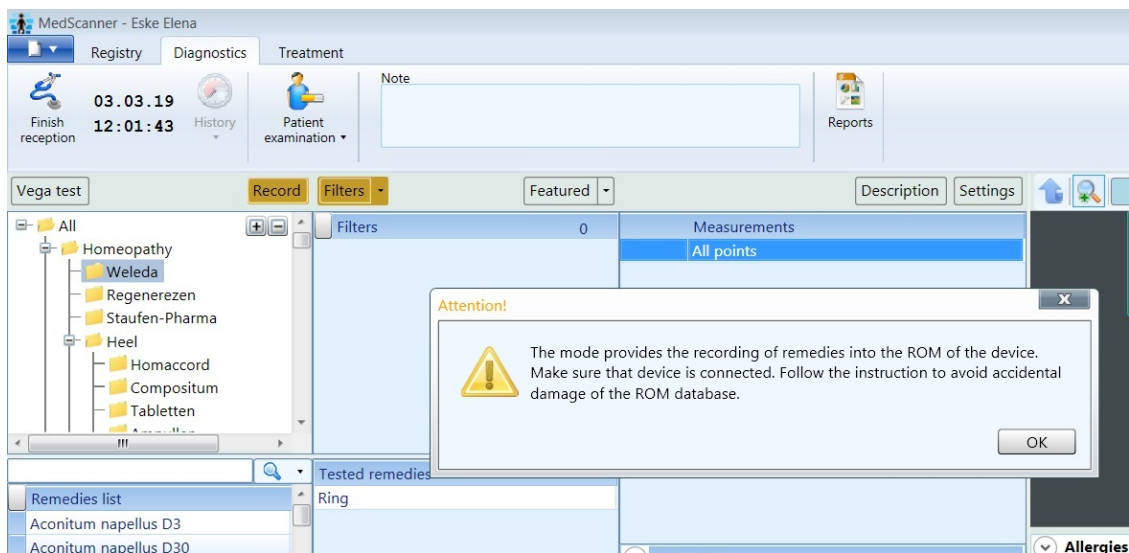 MedScanner - Eske Elena
Registry
Diagnostics
Treatment
Finish
reception
03.03.19
12:01:43
History
Patient
examination
Note
Reports
Vega test
Record
Filters
Featured
Description
Settings
All
Homeopathy
Weleda
Regenerezen
Staufen-Pharma
Heel
Homaccord
Compositum
Tabletten
Filters 0
Measurements
All points
Attention!
The mode provides the recording of remedies into the ROM of the device.
Make sure that device is connected. Follow the instruction to avoid accidental
damage of the ROM database.
OK
Tested remedies
Ring
Remedies list
Aconitum napellus D3
Aconitum napellus D30
Allergies